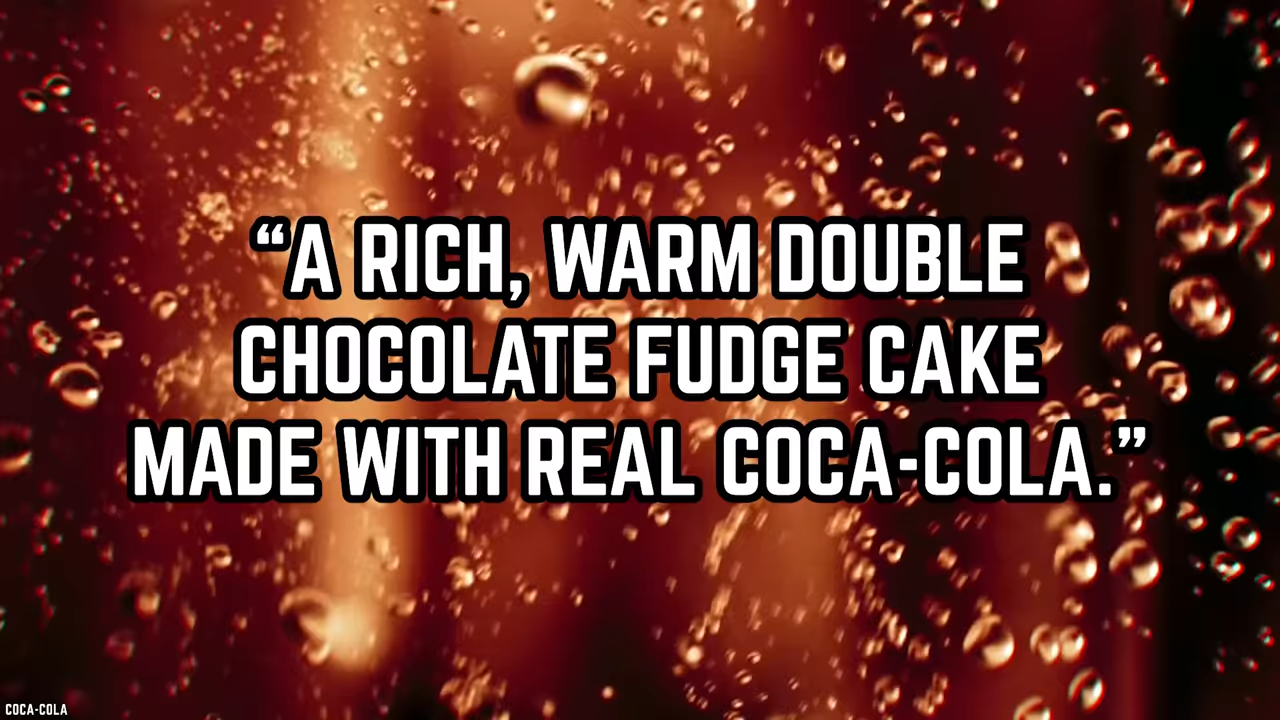 “A RICH, WARM DOUBLE
CHOCOLATE FUDGE CAKE
MADE WITH REAL COCA-COLA.”
COCA-COLA